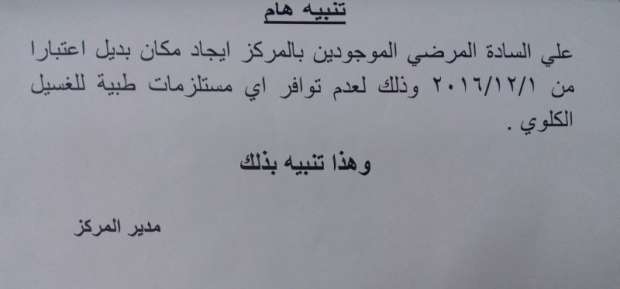 تنبيه هام
علي السادة المرضي الموجودين بالمركز ايجاد مكان بديل اعتبارا
من ٢٠١٦/١٢/١ وذلك لعدم توافر اي مستلزمات طبية للغسيل
الكلوي .
وهذا تنبيه بذلك
مدير المركز